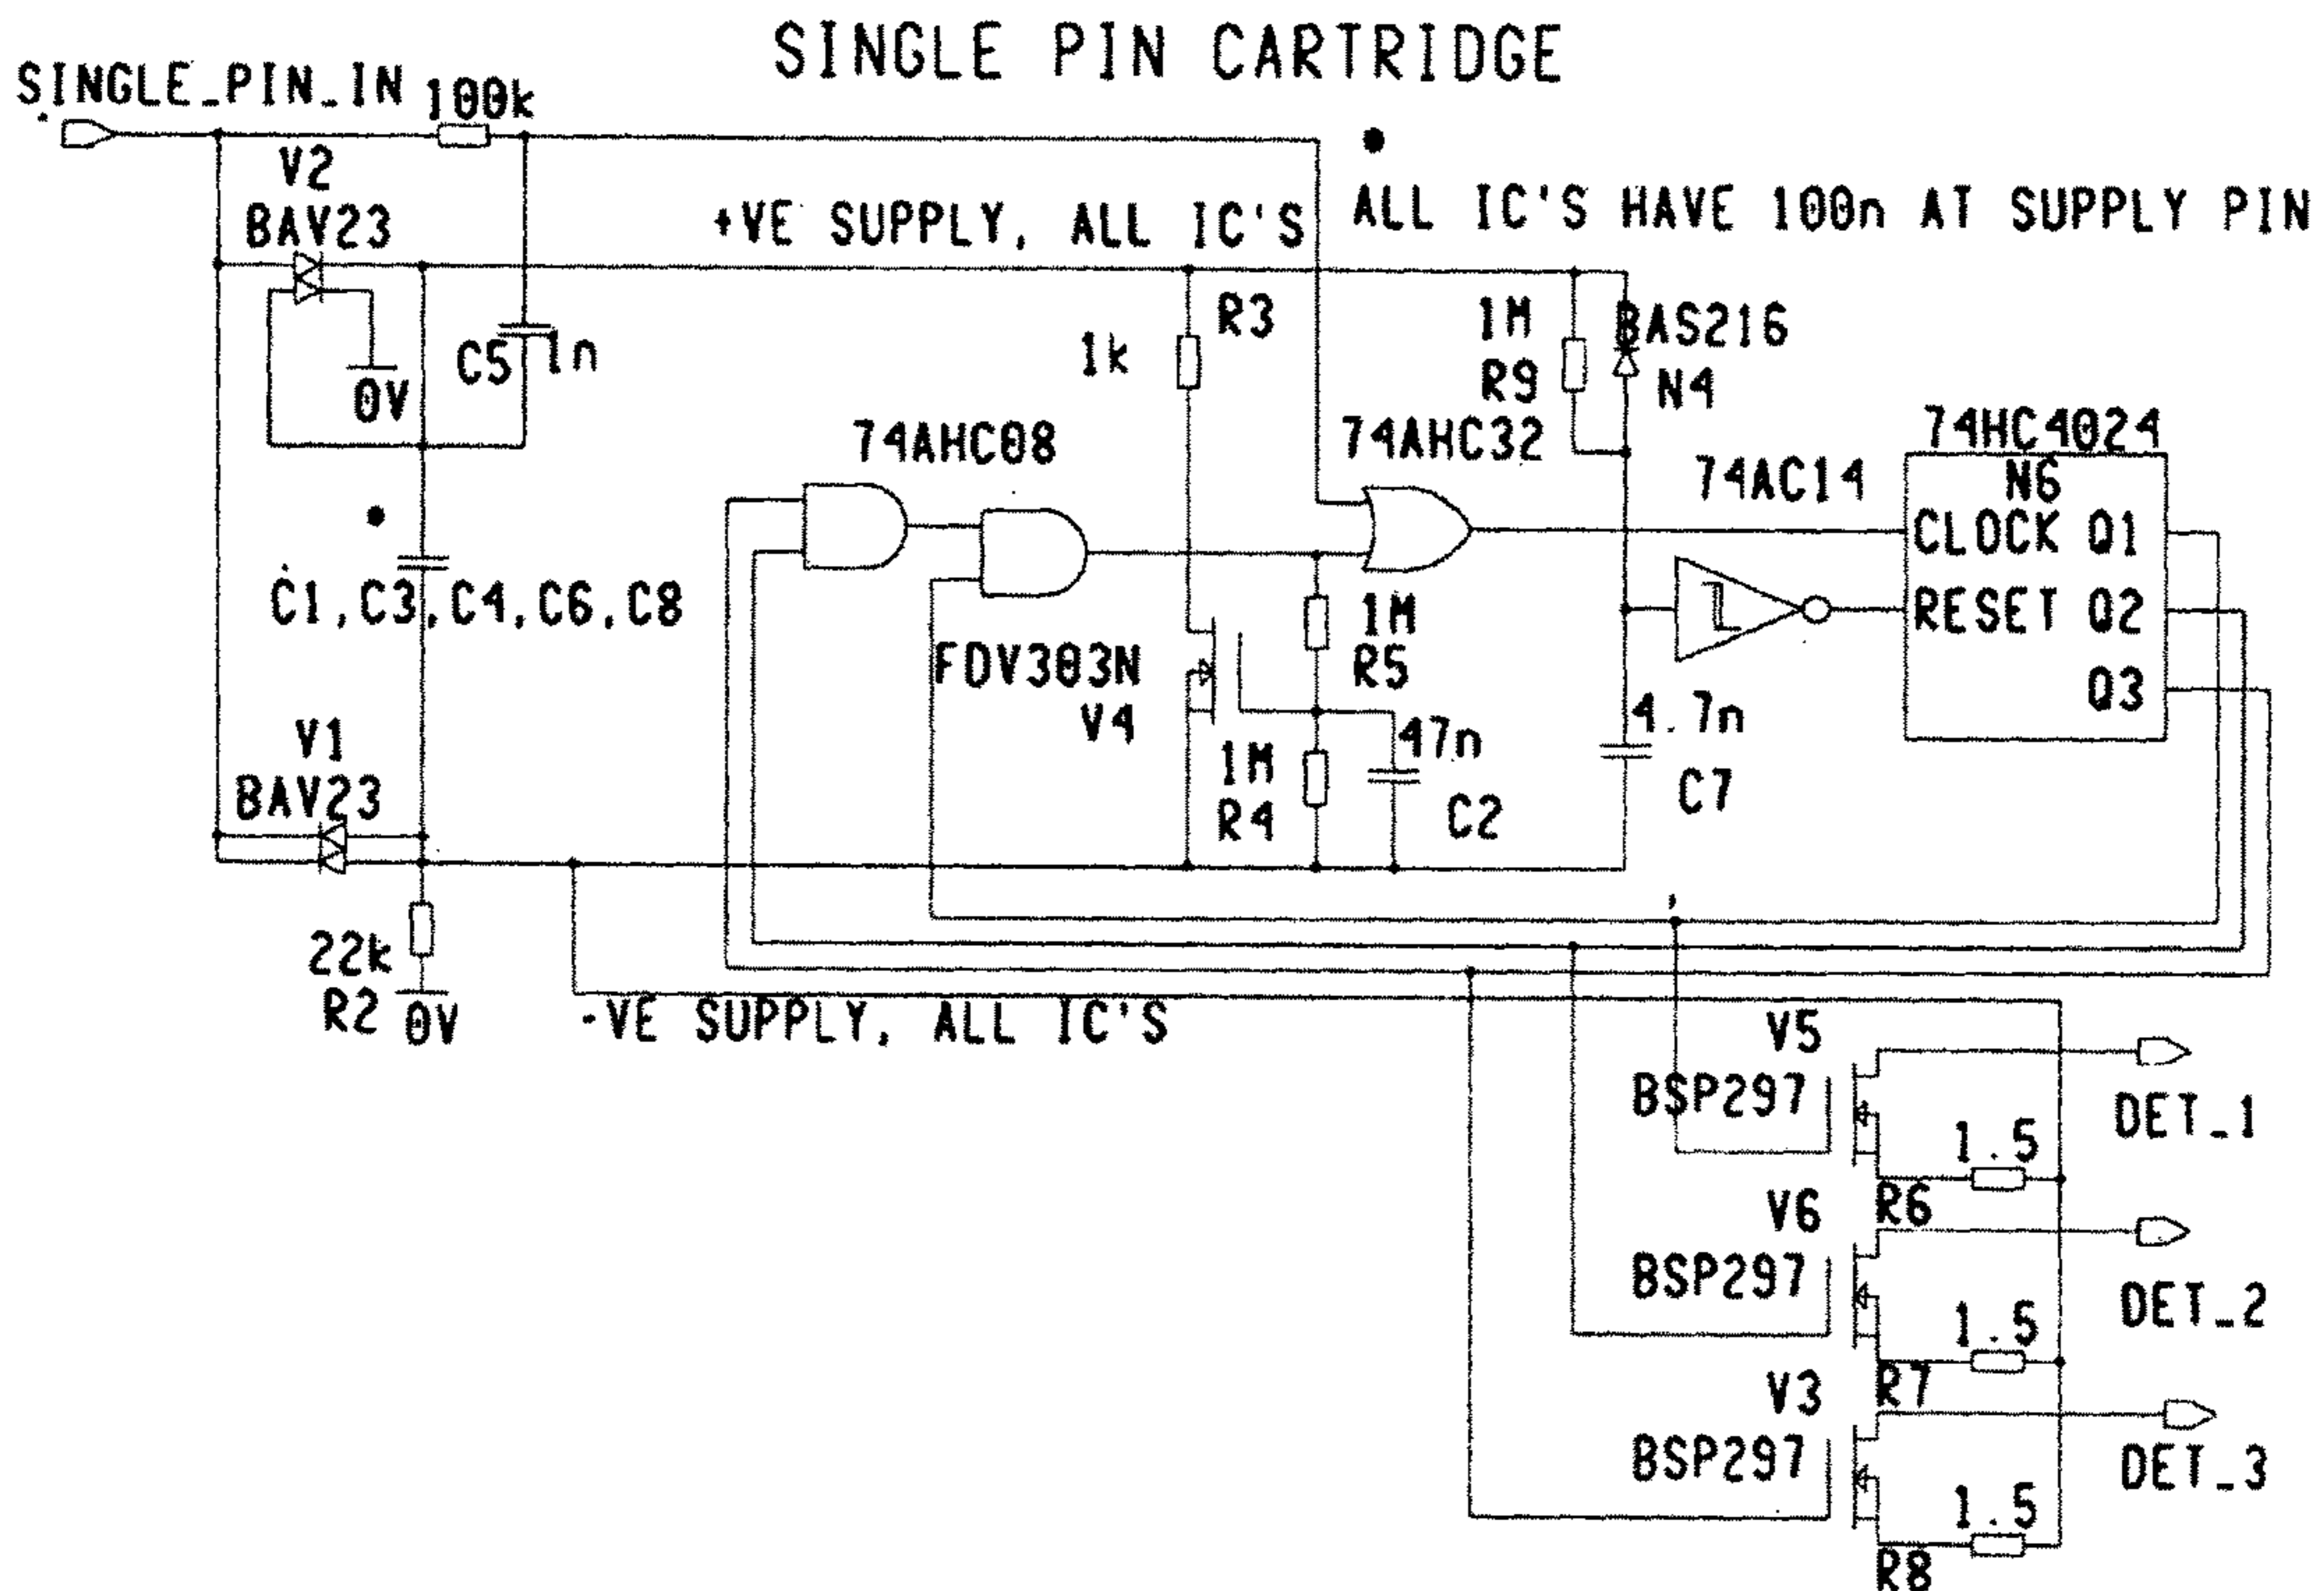 SINGLE PIN CARTRIDGE
SINGLE_PIN_IN
100k
V2
BAV23
+VE SUPPLY, ALL IC'S
ALL IC'S HAVE 100n AT SUPPLY PIN
0V
C5
1n
1k
R3
1M
R9
BAS216
N4
74AHC08
74AHC32
74AC14
74HC4024
N6
CLOCK Q1
RESET Q2
Q3
C1,C3,C4,C6,C8
FDV303N
V4
1M
R5
1M
R4
47n
C2
4.7n
C7
V1
BAV23
22k
R2
0V
-VE SUPPLY, ALL IC'S
V5
BSP297
1.5
R6
DET_1
V6
BSP297
1.5
R7
DET_2
V3
BSP297
1.5
R8
DET_3